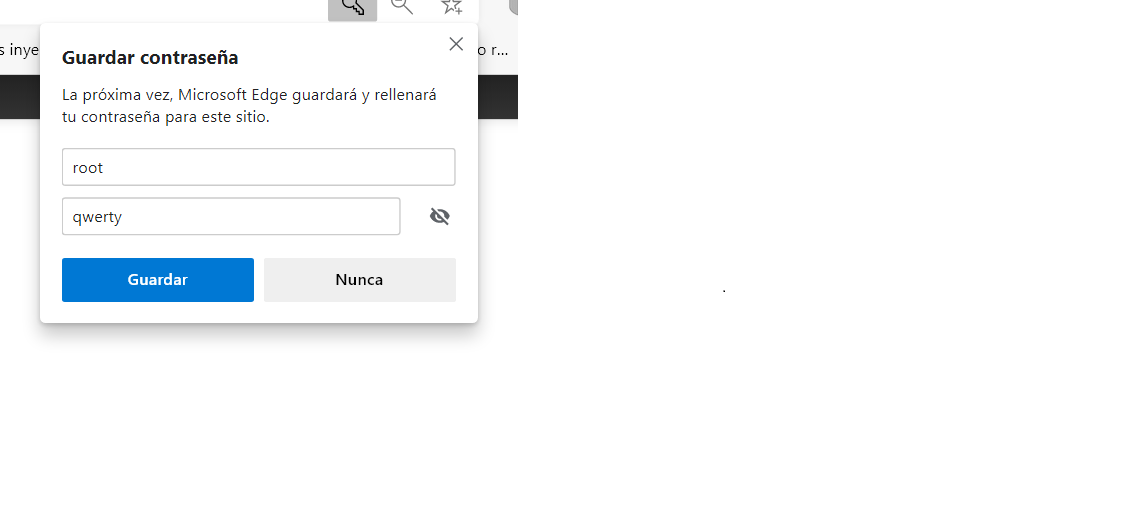 s inye
o r...
Guardar contraseña
La próxima vez, Microsoft Edge guardará y rellenará
tu contraseña para este sitio.
root
qwerty
Guardar
Nunca
.